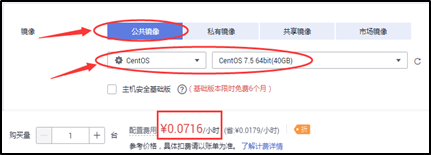 镜像 公共镜像 私有镜像 共享镜像 市场镜像
CentOS CentOS 7.5 64bit(40GB)
主机安全基础版 ? (基础版本限时免费6个月)
购买量 − 1 + 台 配置费用 ¥0.0716/小时 (省:¥0.0179/小时) 折
参考价格，具体扣费请以账单为准。 了解计费详情